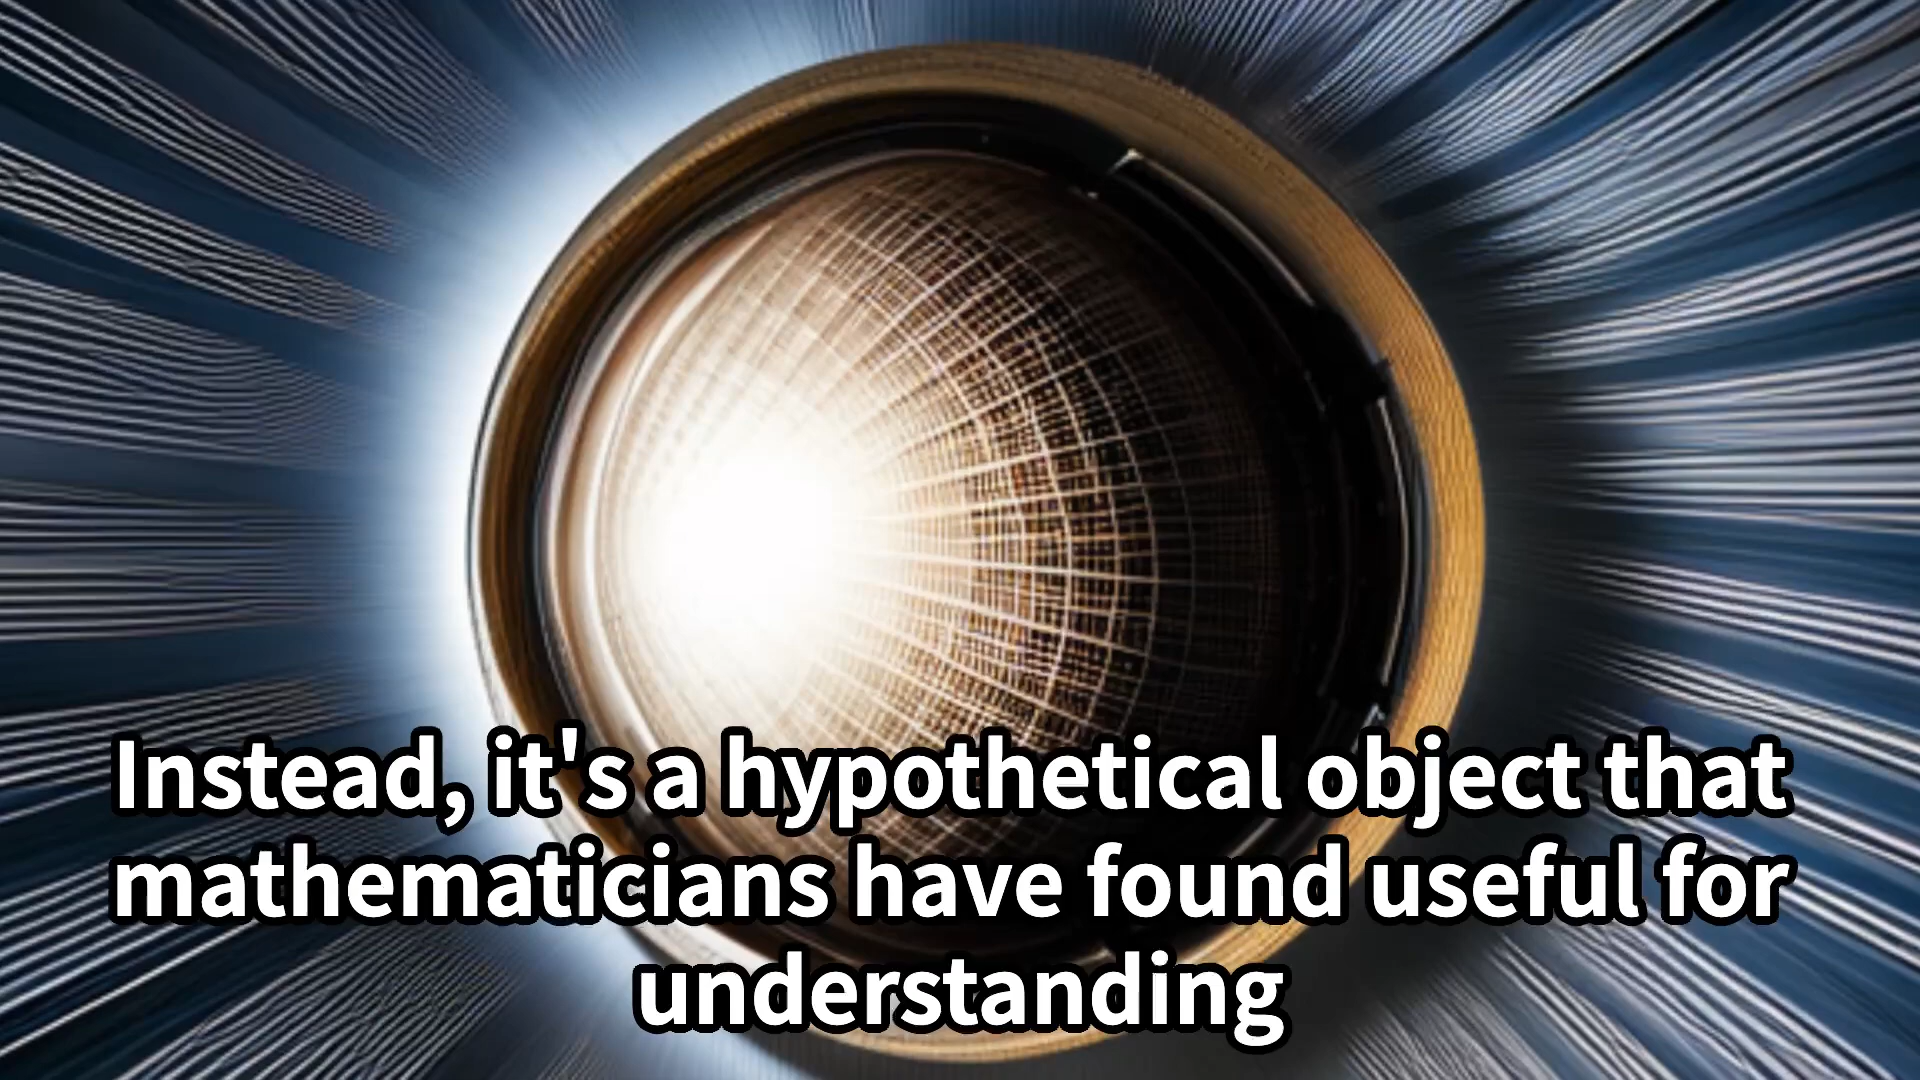 Instead, it's a hypothetical object that
mathematicians have found useful for
understanding